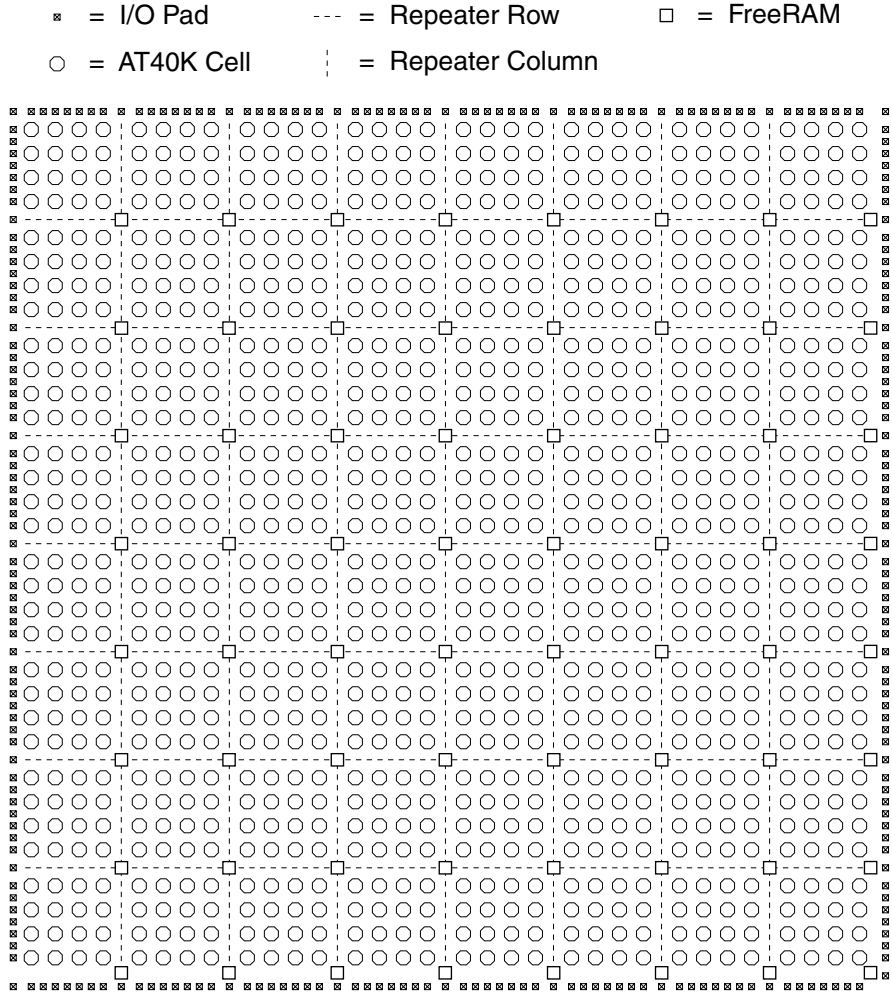 = I/O Pad = Repeater Row = FreeRAM
= AT40K Cell = Repeater Column